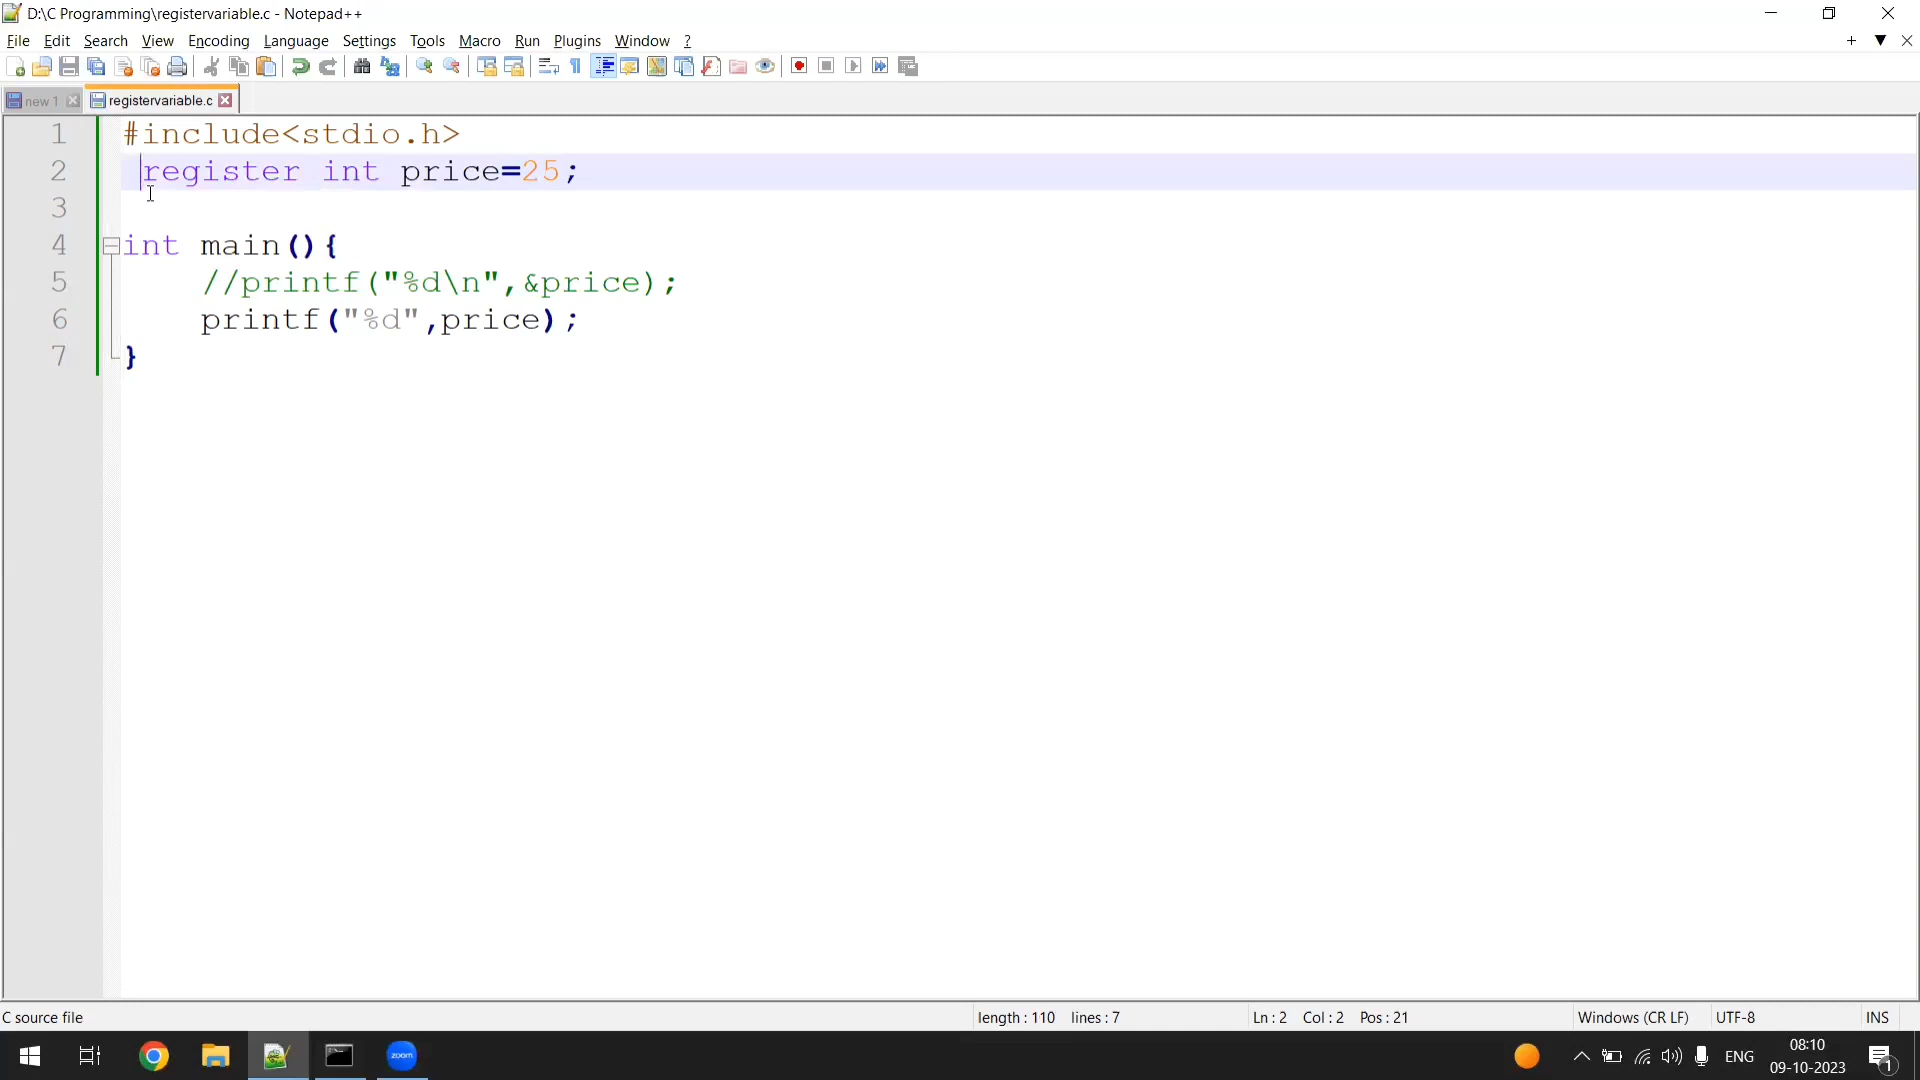 D:\C Programming\registervariable.c - Notepad++
File Edit Search View Encoding Language Settings Tools Macro Run Plugins Window ?
new 1 registervariable.c
1 #include<stdio.h>
2 register int price=25;
3
4 int main(){
5 //printf("%d\n",&price);
6 printf("%d",price);
7 }
C source file length : 110 lines : 7 Ln : 2 Col : 2 Pos : 21 Windows (CR LF) UTF-8 INS
zoom ENG 08:10
09-10-2023 1